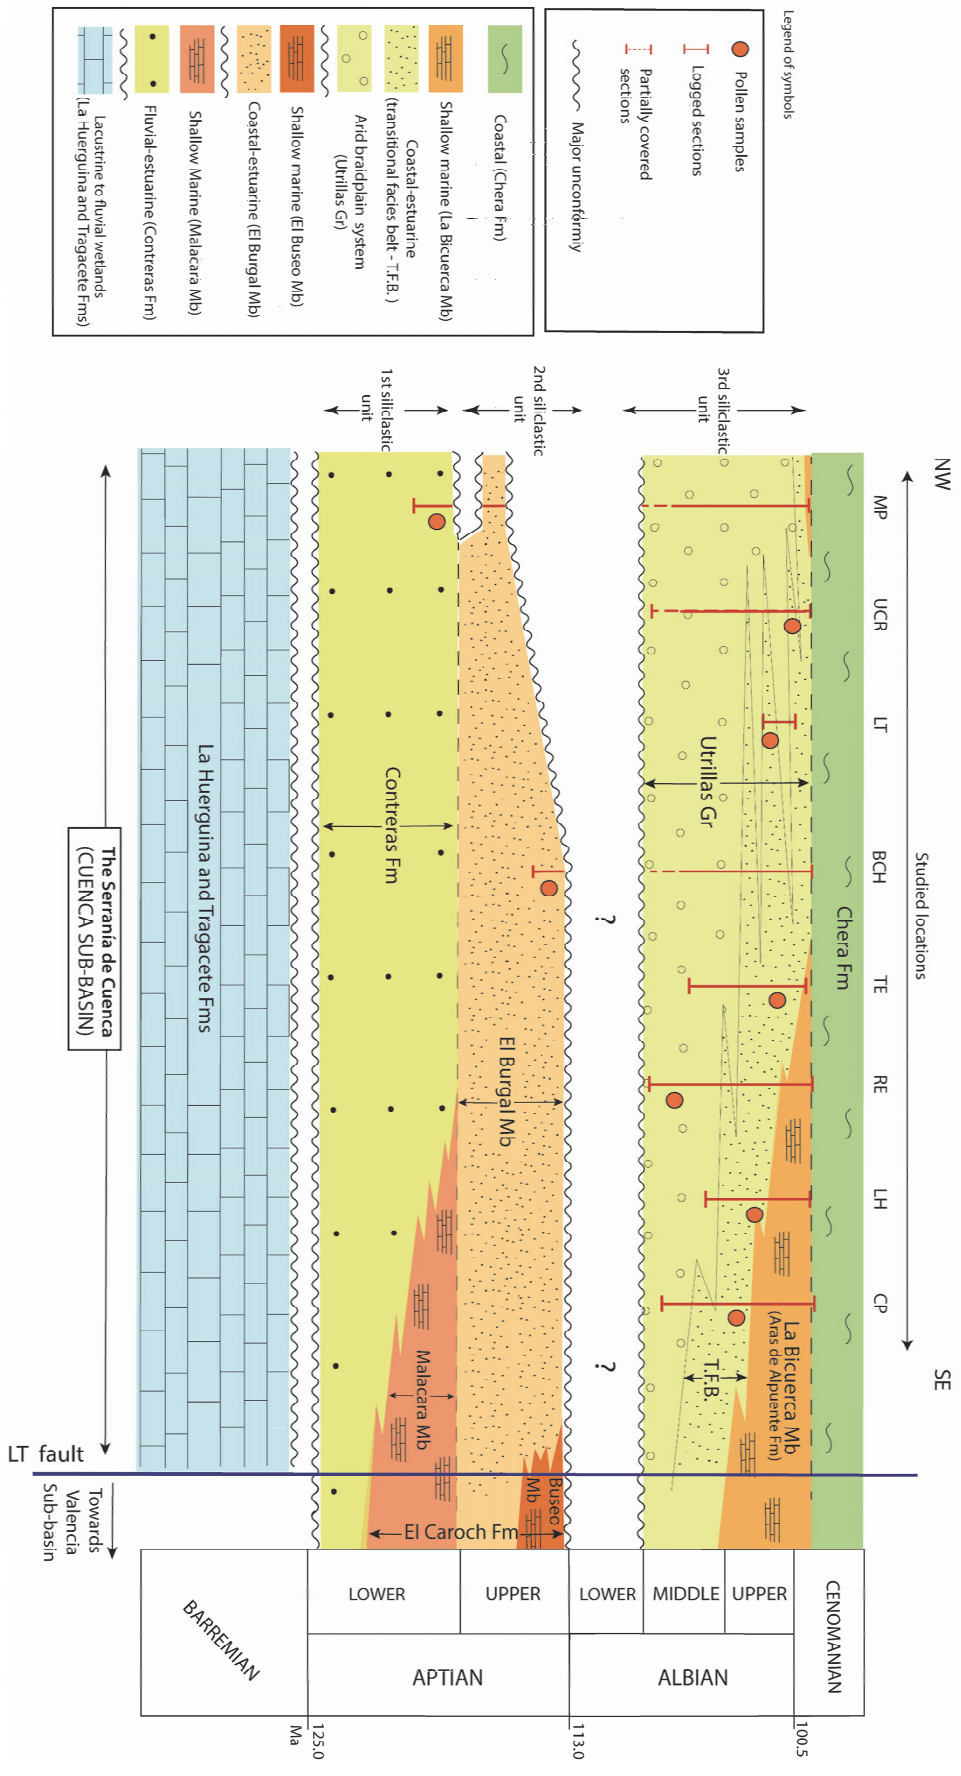 Legend of symbols
Pollen samples
Logged sections
Partially covered
sections
Major unconformiy
Coastal (Chera Fm)
Shallow marine (La Bicuerca Mb)
Coastal-estuarine
(transitional facies belt - T.F.B. )
Arid braidplain system
(Utrillas Gr)
Shallow marine (El Buseo Mb)
Coastal-estuarine (El Burgal Mb)
Shallow Marine (Malacara Mb)
Fluvial-estuarine (Contreras Fm)
Lacustrine to fluvial wetlands
(La Huerguina and Tragacete Fms)
NW
Studied locations
SE
MP
UCR
LT
BCH
TE
RE
LH
CP
3rd siliclastic
unit
2nd siliclastic
unit
1st siliclastic
unit
Chera Fm
La Bicuerca Mb
(Aras de Alpuente Fm)
Utrillas Gr
T.F.B.
?
?
El Burgal Mb
Buseo
Mb
Contreras Fm
Malacara Mb
El Caroch Fm
La Huerguina and Tragacete Fms
The Serranía de Cuenca
(CUENCA SUB-BASIN)
LT fault
Towards
Valencia
Sub-basin
CENOMANIAN
UPPER
MIDDLE
LOWER
ALBIAN
UPPER
LOWER
APTIAN
BARREMIAN
100.5
113.0
125.0
Ma